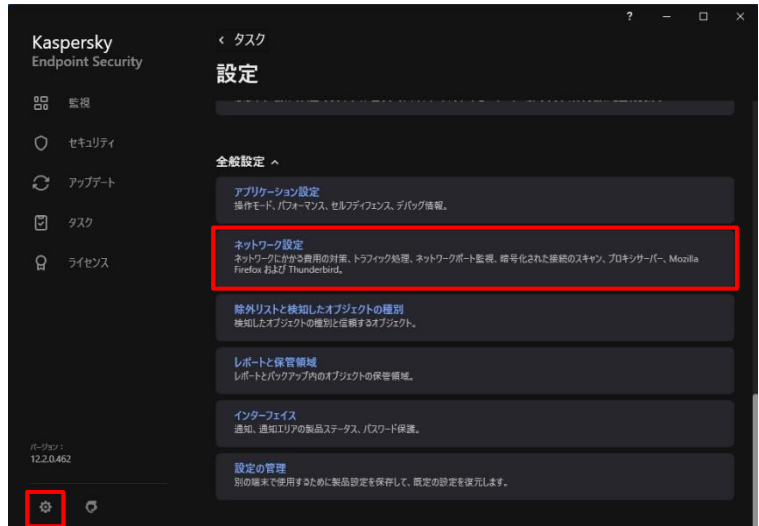 ?
Kaspersky
Endpoint Security
監視
セキュリティ
アップデート
タスク
ライセンス
バージョン：
12.2.0.462
タスク
設定
全般設定
アプリケーション設定
操作モード、パフォーマンス、セルフディフェンス、デバッグ情報。
ネットワーク設定
ネットワークにかかる費用の対策、トラフィック処理、ネットワークポート監視、暗号化された接続のスキャン、プロキシサーバー、Mozilla
Firefox および Thunderbird。
除外リストと検知したオブジェクトの種別
検知したオブジェクトの種別と信頼するオブジェクト。
レポートと保管領域
レポートとバックアップ内のオブジェクトの保管領域。
インターフェイス
通知、通知エリアの製品ステータス、パスワード保護。
設定の管理
別の端末で使用するために製品設定を保存して、既定の設定を復元します。